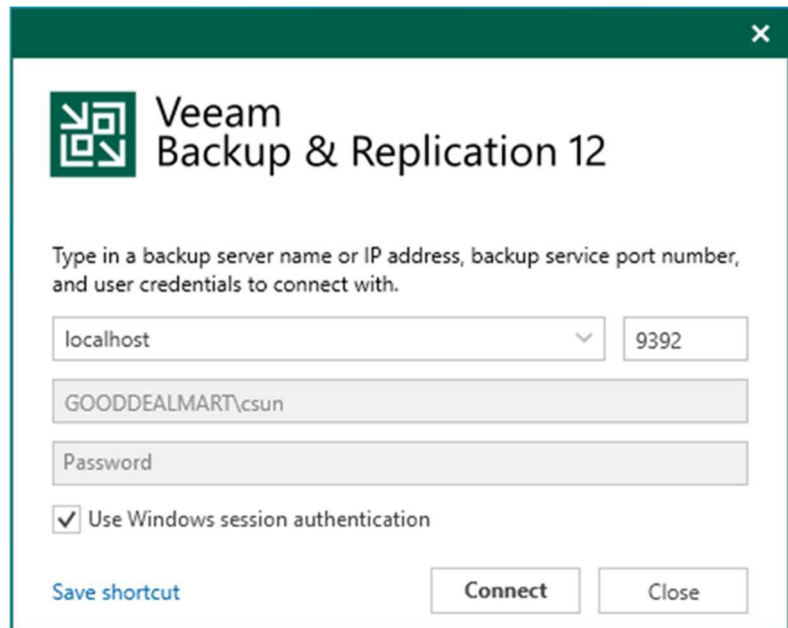 Veeam
Backup & Replication 12
Type in a backup server name or IP address, backup service port number,
and user credentials to connect with.
localhost
9392
GOODDEALMART\csun
Password
Use Windows session authentication
Save shortcut
Connect
Close